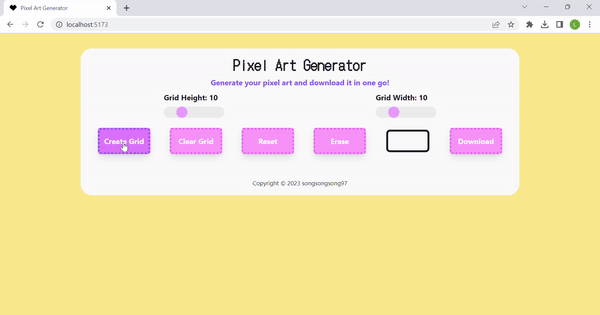 Pixel Art Generator
localhost:5173
L
Pixel Art Generator
Generate your pixel art and download it in one go!
Grid Height: 10
Grid Width: 10
Create Grid
Clear Grid
Reset
Erase
Download
Copyright © 2023 songsongsong97